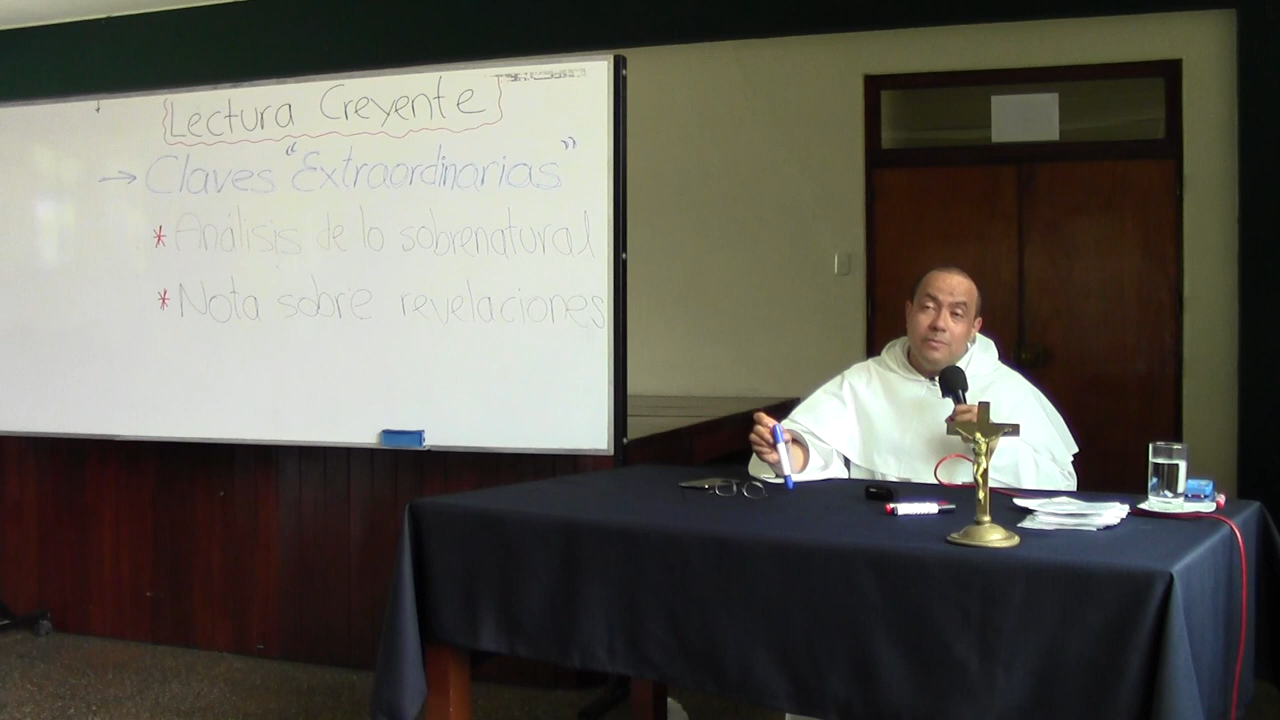 Lectura Creyente
→ Claves "Extraordinarias"
* Análisis de lo sobrenatural
* Nota sobre revelaciones